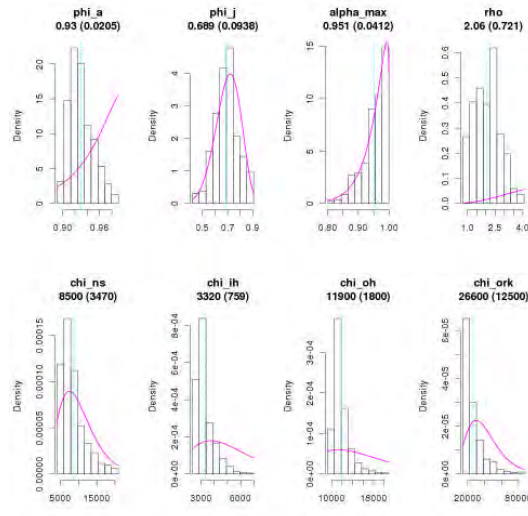 phi_a
0.93 (0.0205)
phi_j
0.689 (0.0938)
alpha_max
0.951 (0.0412)
rho
2.06 (0.721)
Density
0 5 10 15 20
0.90 0.96
Density
0 1 2 3 4
0.5 0.7 0.9
Density
0 5 10 15
0.80 0.90 1.00
Density
0.0 0.1 0.2 0.3 0.4 0.5 0.6
1.0 2.5 4.0
chi_ns
8500 (3470)
chi_ih
3320 (759)
chi_oh
11900 (1800)
chi_ork
26600 (12500)
Density
0.00000 0.00005 0.00010 0.00015
5000 15000
Density
0e+00 2e-04 4e-04 6e-04 8e-04
3000 6000
Density
0e+00 1e-04 2e-04 3e-04
10000 18000
Density
0e+00 2e-05 4e-05 6e-05
20000 80000